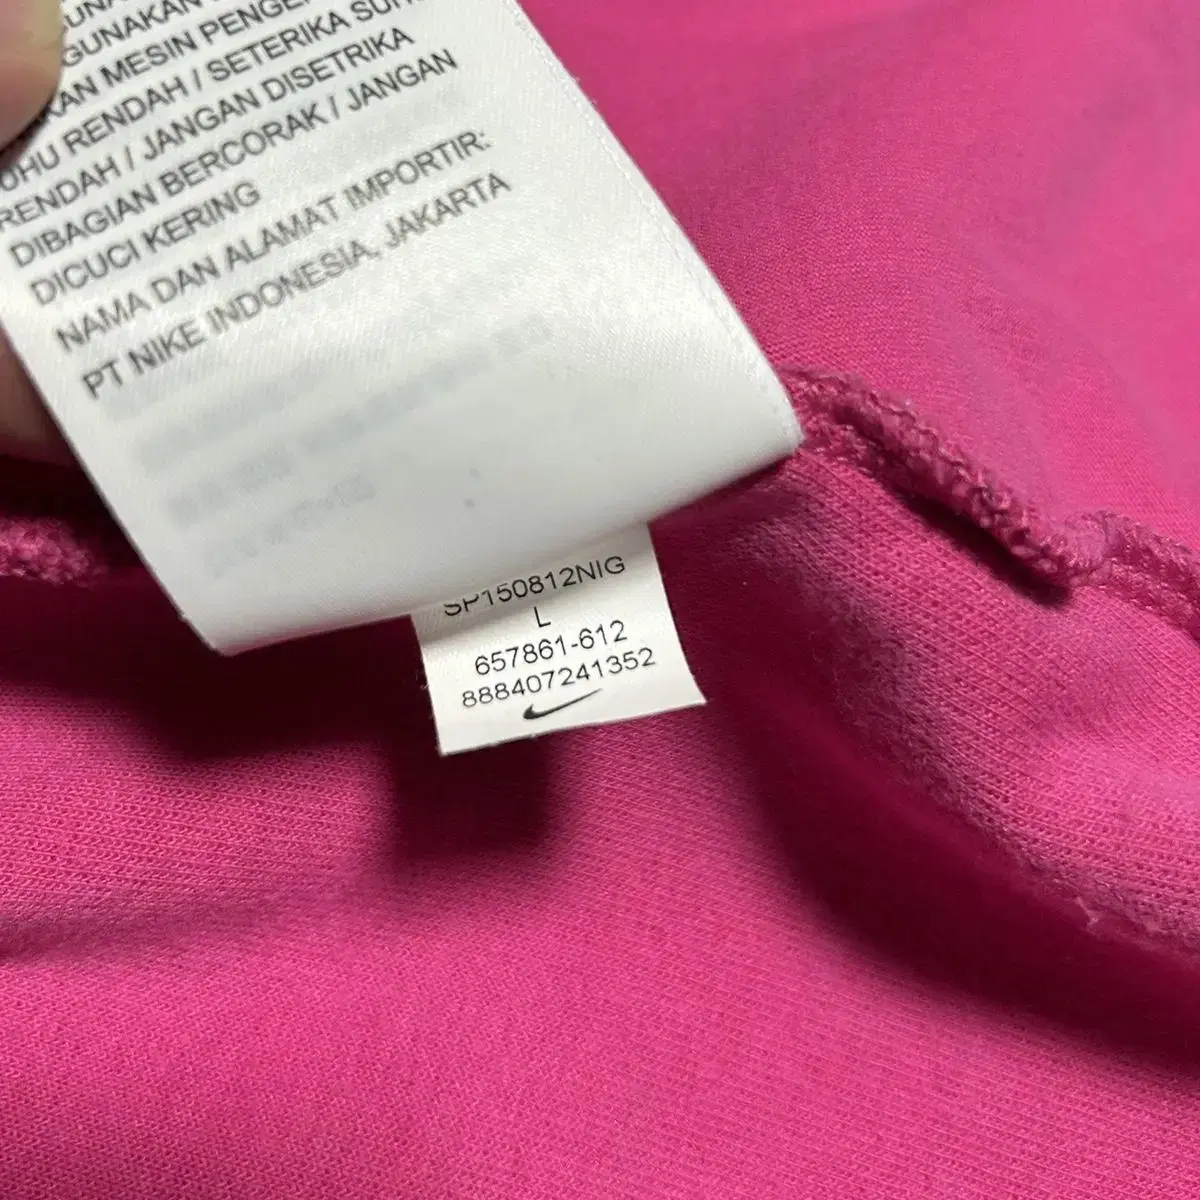 GUNAKAN
KAN MESIN PENGE
UHU RENDAH / SETERIKA SUH
RENDAH / JANGAN DISETRIKA
DIBAGIAN BERCORAK / JANGAN
DICUCI KERING
NAMA DAN ALAMAT IMPORTIR:
PT NIKE INDONESIA, JAKARTA
SP150812NIG
L
657861-612
888407241352